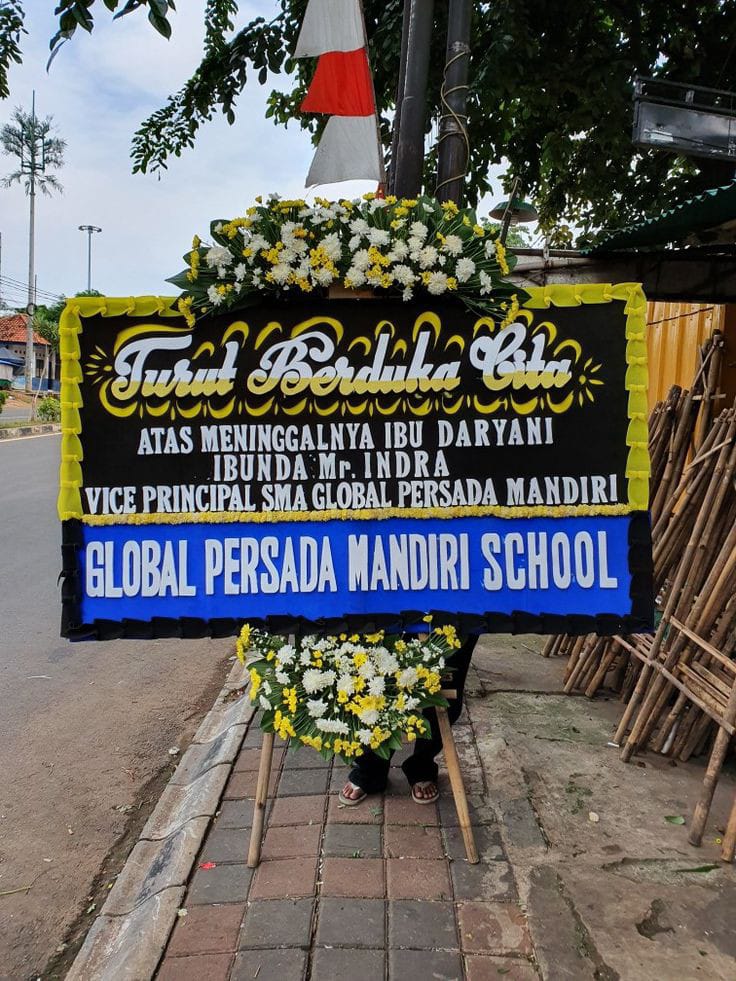 Turut Berduka Cita
ATAS MENINGGALNYA IBU DARYANI
IBUNDA Mr. INDRA
VICE PRINCIPAL SMA GLOBAL PERSADA MANDIRI
GLOBAL PERSADA MANDIRI SCHOOL